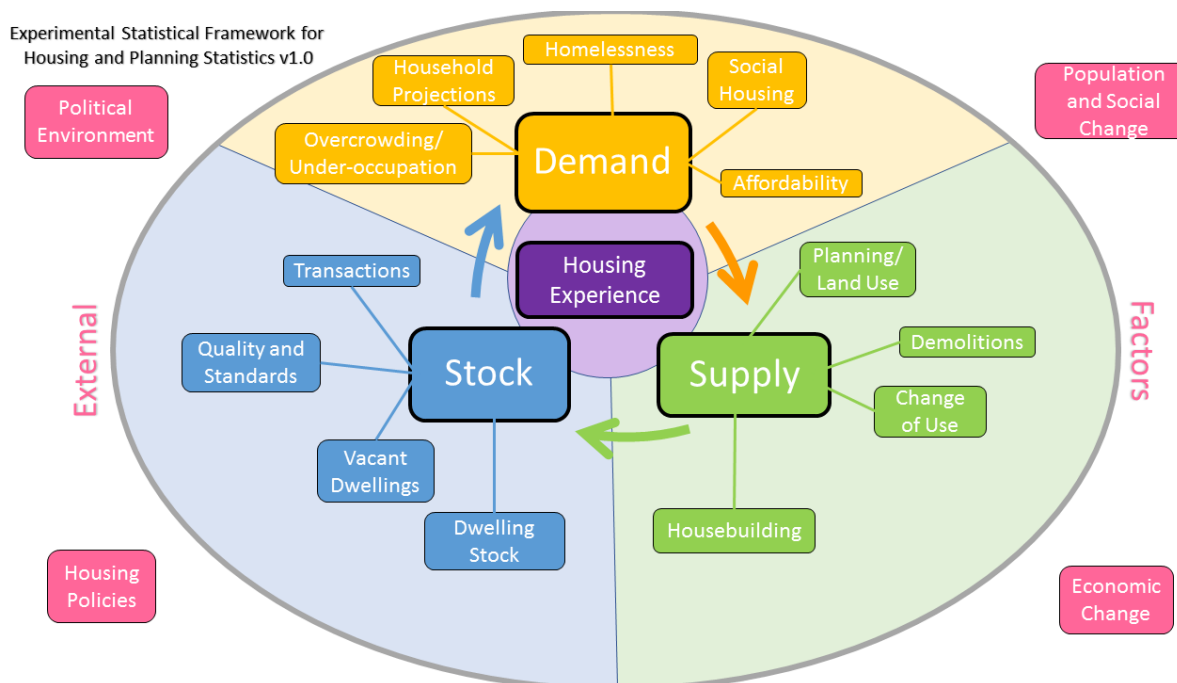 Experimental Statistical Framework for
Housing and Planning Statistics v1.0
Political
Environment
Population
and Social
Change
Homelessness
Household
Projections
Social
Housing
Overcrowding/
Under-occupation
Demand
Affordability
Housing
Experience
Transactions
Planning/
Land Use
External
Factors
Quality and
Standards
Stock
Supply
Demolitions
Change
of Use
Vacant
Dwellings
Dwelling
Stock
Housebuilding
Housing
Policies
Economic
Change